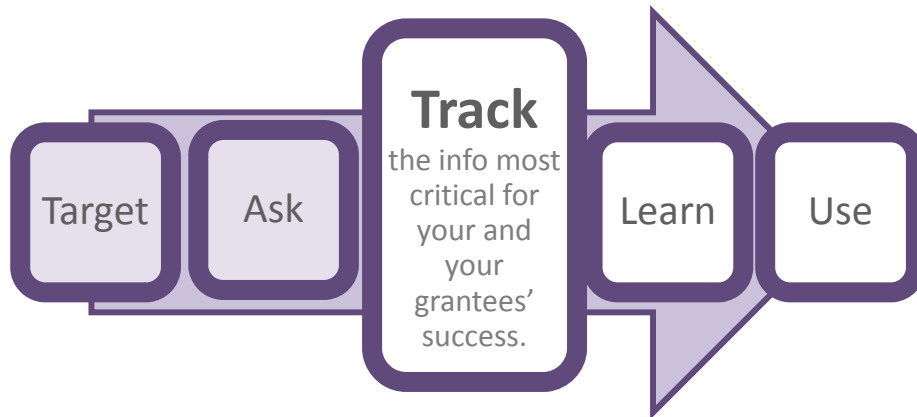 Target
Ask
Track
the info most
critical for
your and
your
grantees’
success.
Learn
Use